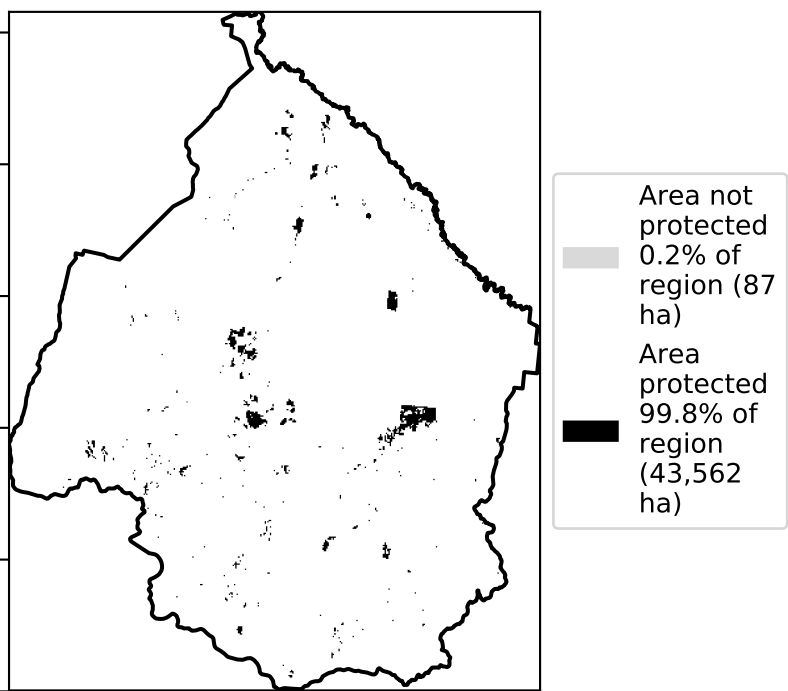 Area not
protected
0.2% of
region (87
ha)
Area
protected
99.8% of
region
(43,562
ha)